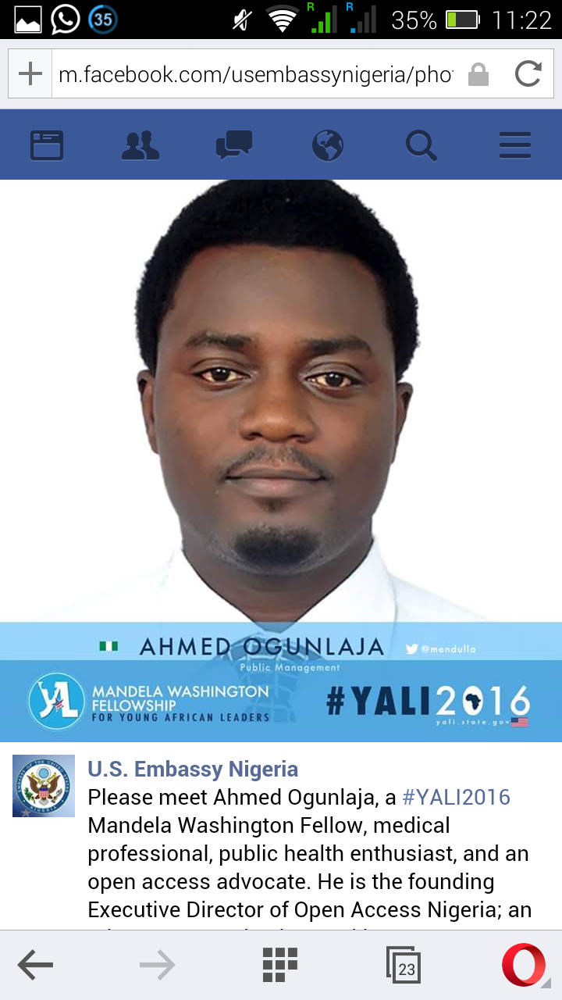 35
R
R
35%
11:22
m.facebook.com/usembassynigeria/pho
AHMED OGUNLAJA
@mendulla
Public Management
YAL
MANDELA WASHINGTON
FELLOWSHIP
FOR YOUNG AFRICAN LEADERS
#YALI2016
yali.state.gov
U.S. Embassy Nigeria
Please meet Ahmed Ogunlaja, a #YALI2016
Mandela Washington Fellow, medical
professional, public health enthusiast, and an
open access advocate. He is the founding
Executive Director of Open Access Nigeria; an
23